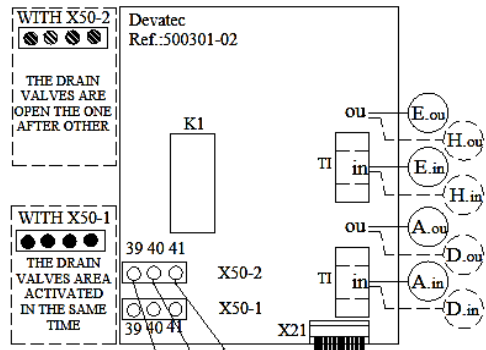 WITH X50-2
THE DRAIN
VALVES ARE
OPEN THE ONE
AFTER OTHER
WITH X50-1
THE DRAIN
VALVES AREA
ACTIVATED
IN THE SAME
TIME
Devatec
Ref.:500301-02
K1
39 40 41
X50-2
X50-1
39 40 41
X21
ou
TI
in
ou
TI
in
E.ou
H.ou
E.in
H.in
A.ou
D.ou
A.in
D.in